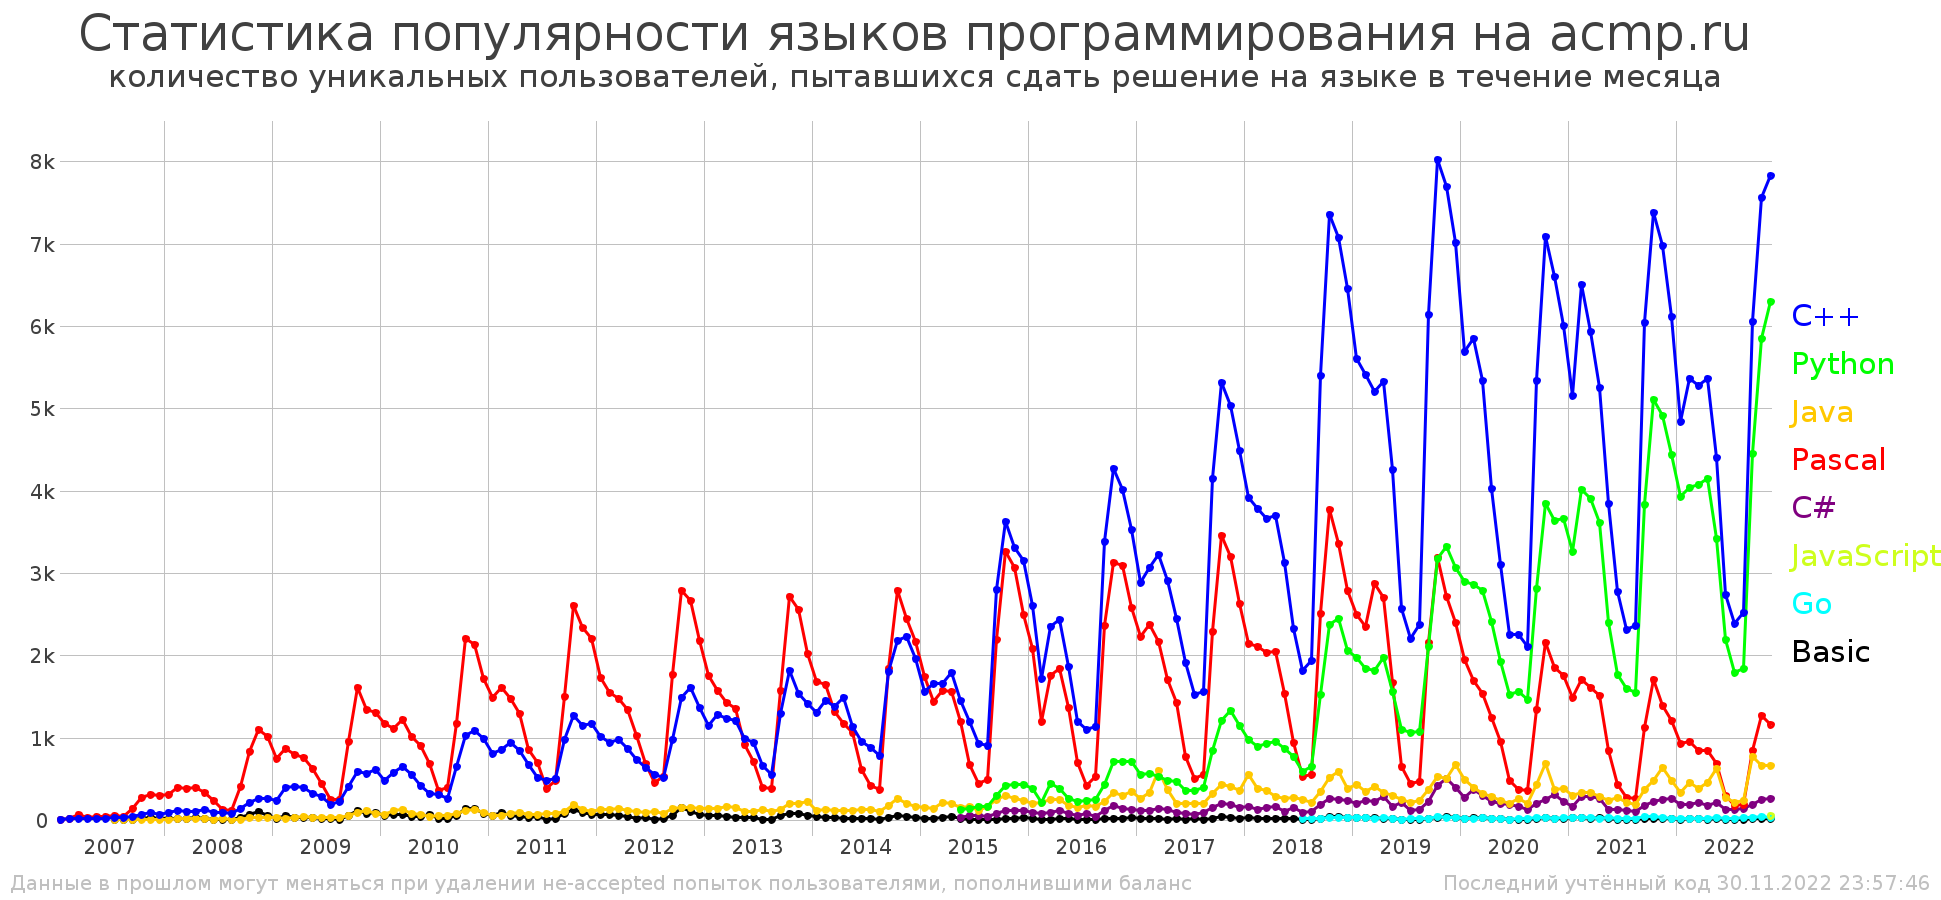 Статистика популярности языков программирования на acmp.ru
количество уникальных пользователей, пытавшихся сдать решение на языке в течение месяца
8k
7k
6k
5k
4k
3k
2k
1k
0
C++
Python
Java
Pascal
C#
JavaScript
Go
Basic
2007 2008 2009 2010 2011 2012 2013 2014 2015 2016 2017 2018 2019 2020 2021 2022
Данные в прошлом могут меняться при удалении не-accepted попыток пользователями, пополнившими баланс
Последний учтённый код 30.11.2022 23:57:46